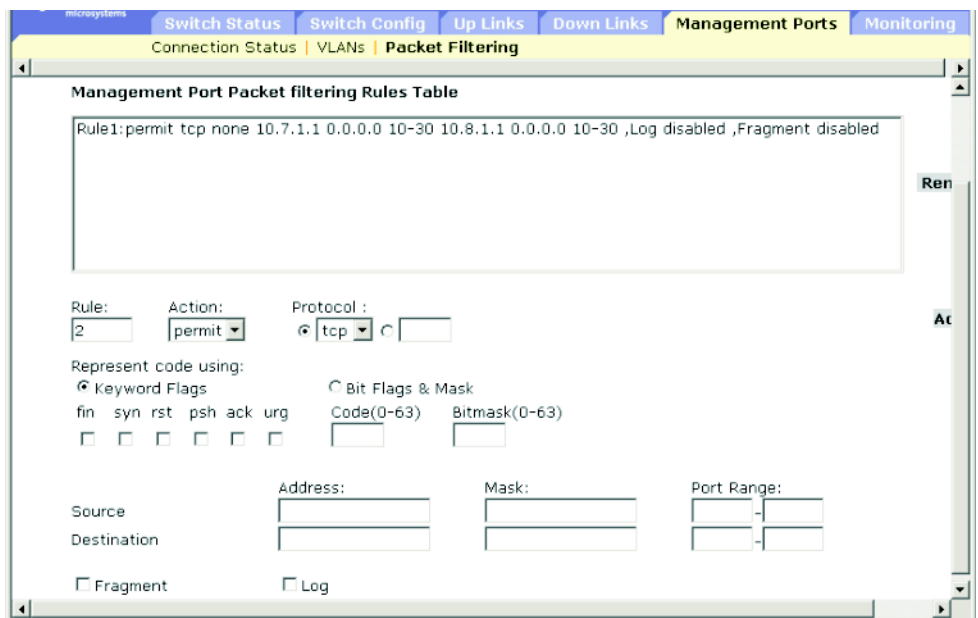 microsystems
Switch Status Switch Config Up Links Down Links Management Ports Monitoring
Connection Status | VLANs | Packet Filtering
Management Port Packet filtering Rules Table
Rule1:permit tcp none 10.7.1.1 0.0.0.0 10-30 10.8.1.1 0.0.0.0 10-30 ,Log disabled ,Fragment disabled
Rule: Action: Protocol :
2 permit tcp
Represent code using:
Keyword Flags Bit Flags & Mask
fin syn rst psh ack urg Code(0-63) Bitmask(0-63)
Address: Mask: Port Range:
Source -
Destination -
Fragment Log